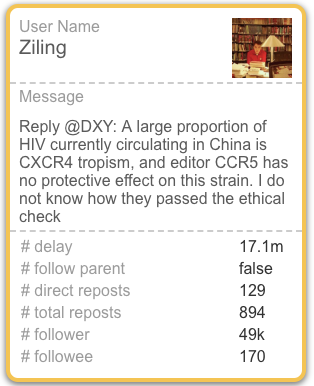 User Name
Ziling
Message
Reply @DXY: A large proportion of
HIV currently circulating in China is
CXCR4 tropism, and editor CCR5 has
no protective effect on this strain. I do
not know how they passed the ethical
check
# delay 17.1m
# follow parent false
# direct reposts 129
# total reposts 894
# follower 49k
# followee 170